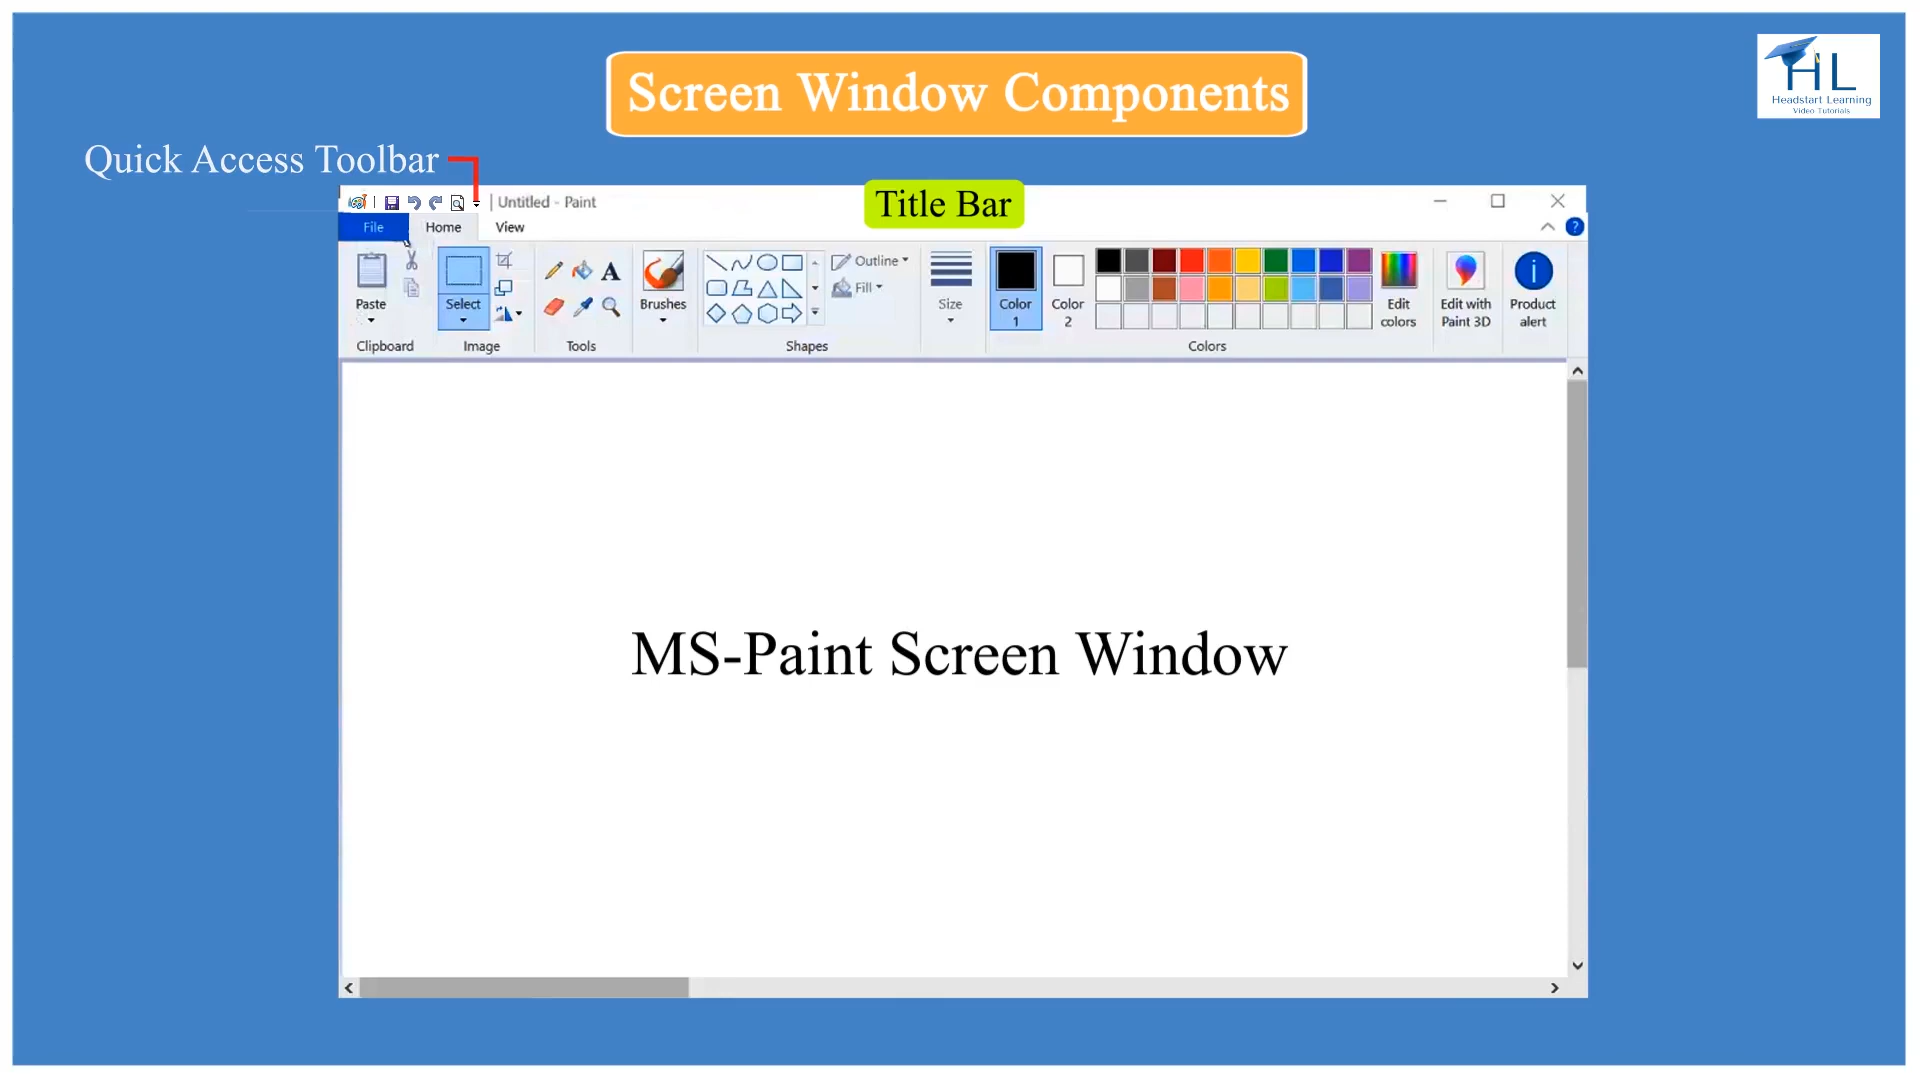 Screen Window Components
HL
Headstart Learning
Video Tutorials
Quick Access Toolbar
Untitled - Paint
Title Bar
File
Home
View
?
Paste
Select
A
Brushes
Outline
Fill
Size
Color
1
Color
2
Edit
colors
Edit with
Paint 3D
i
Product
alert
Clipboard
Image
Tools
Shapes
Colors
MS-Paint Screen Window